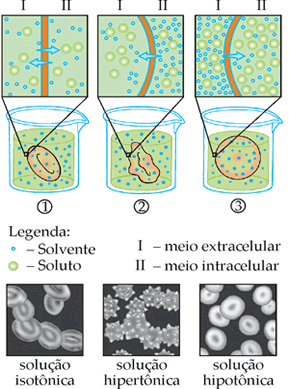 I II I II I II
① ② ③
Legenda:
– Solvente I – meio extracelular
– Soluto II – meio intracelular
solução isotônica
solução hipertônica
solução hipotônica